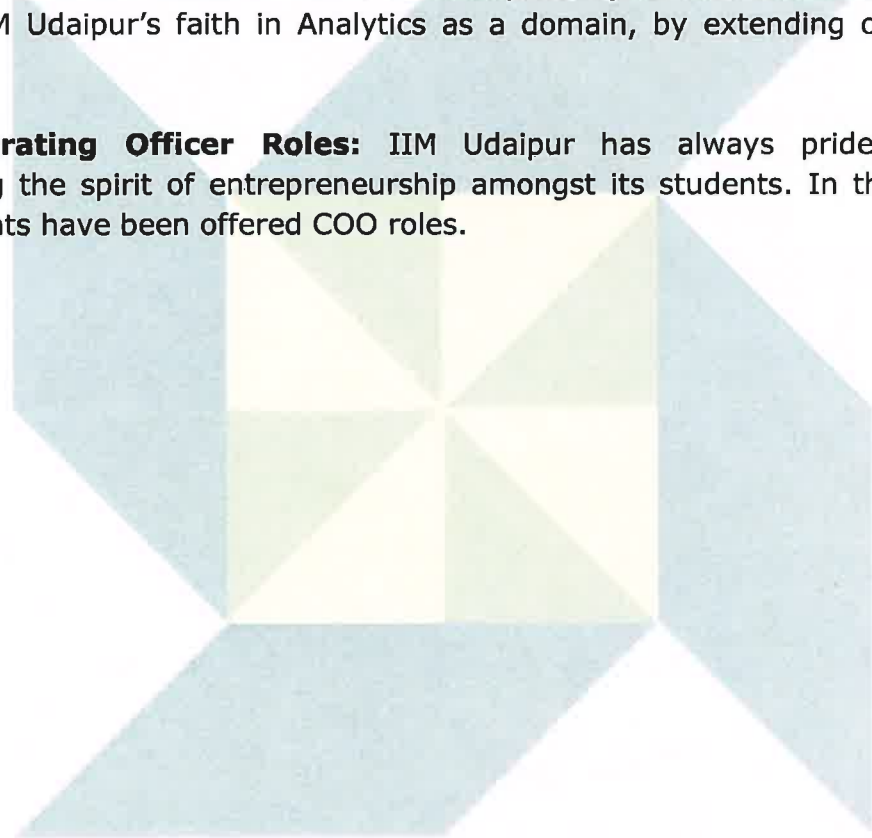 M Udaipur's faith in Analytics as a domain, by extending o
rating Officer Roles: IIM Udaipur has always pride
g the spirit of entrepreneurship amongst its students. In th
nts have been offered COO roles.